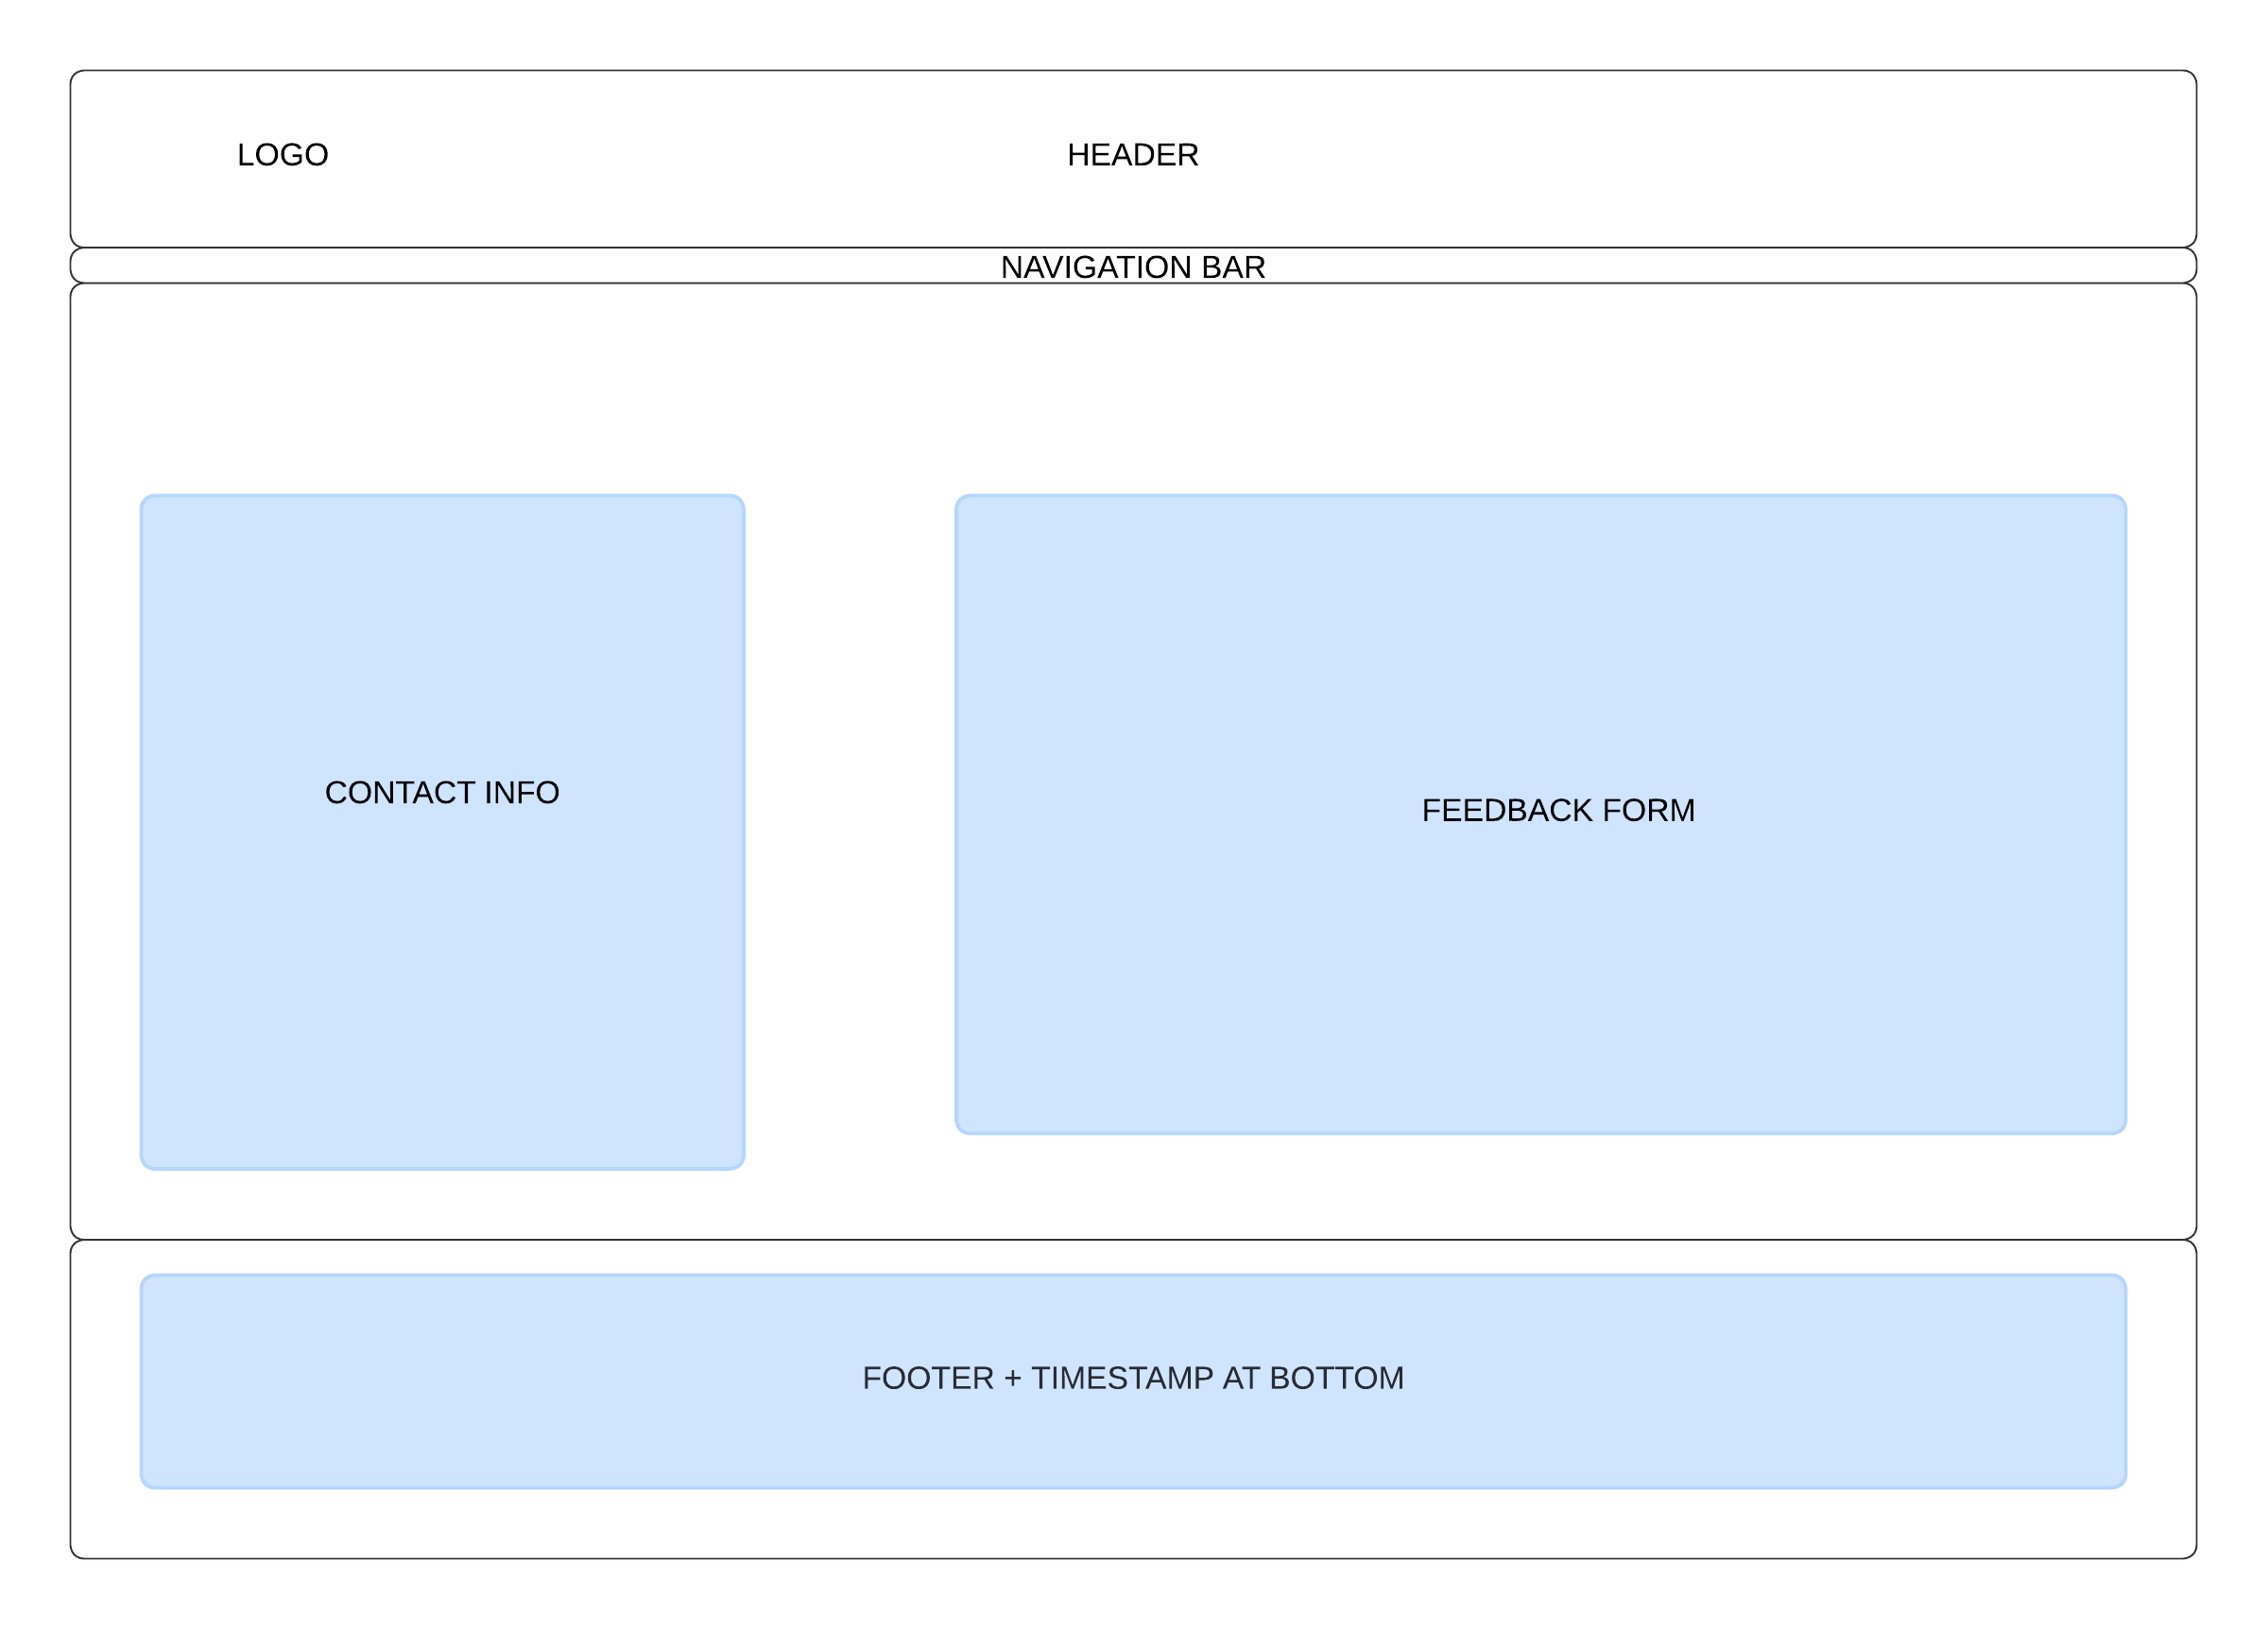 LOGO
HEADER
NAVIGATION BAR
CONTACT INFO
FEEDBACK FORM
FOOTER + TIMESTAMP AT BOTTOM